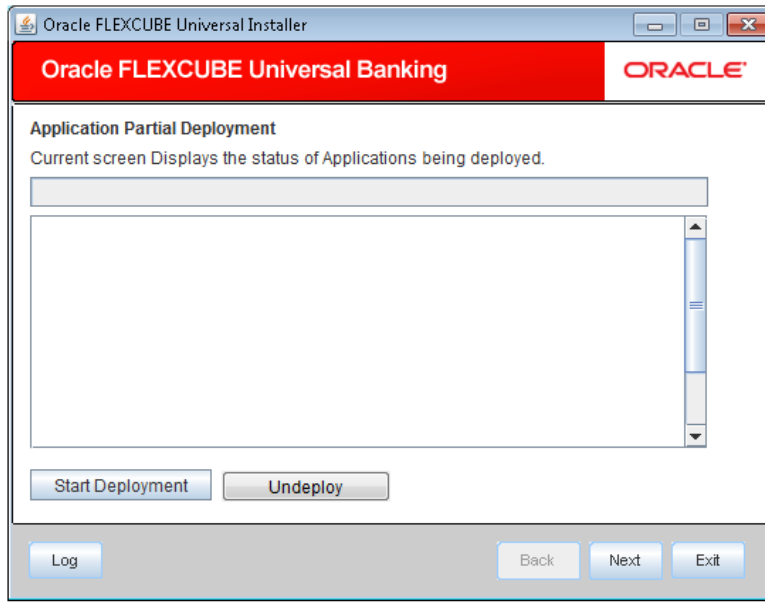 Oracle FLEXCUBE Universal Installer
Oracle FLEXCUBE Universal Banking
ORACLE
Application Partial Deployment
Current screen Displays the status of Applications being deployed.
Start Deployment
Undeploy
Log
Back
Next
Exit